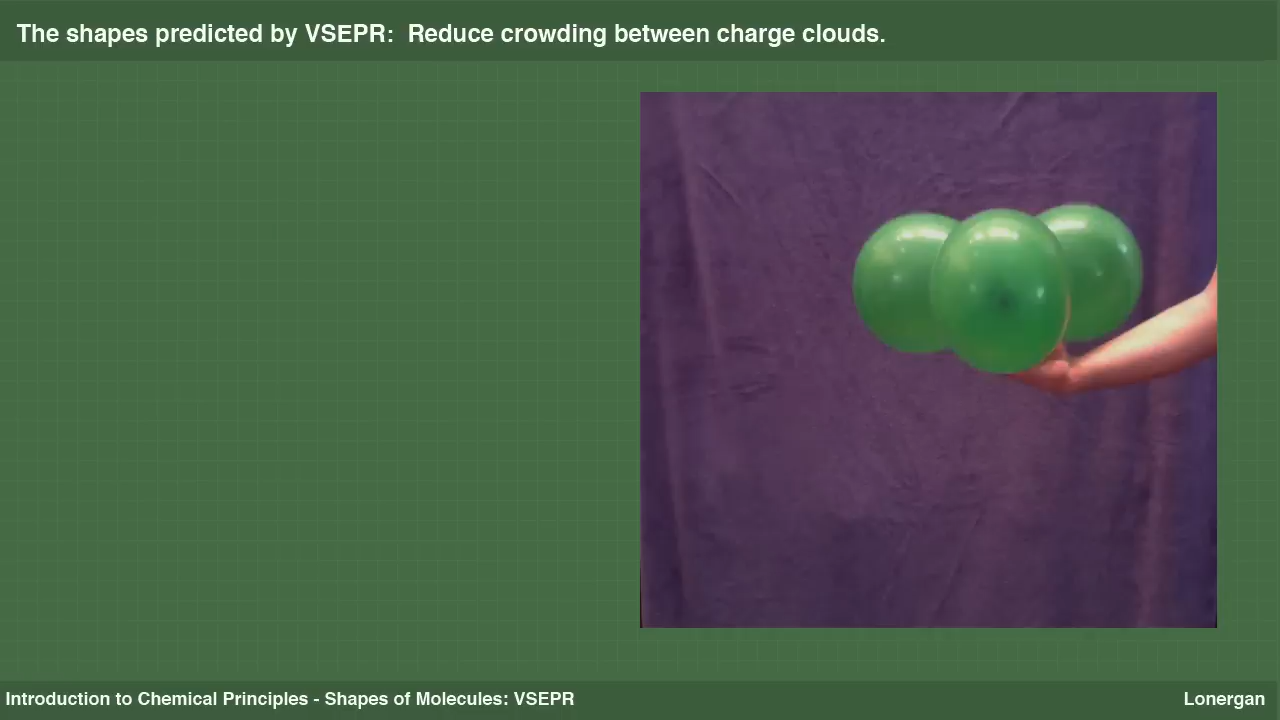 The shapes predicted by VSEPR:  Reduce crowding between charge clouds.
Introduction to Chemical Principles - Shapes of Molecules: VSEPR
Lonergan